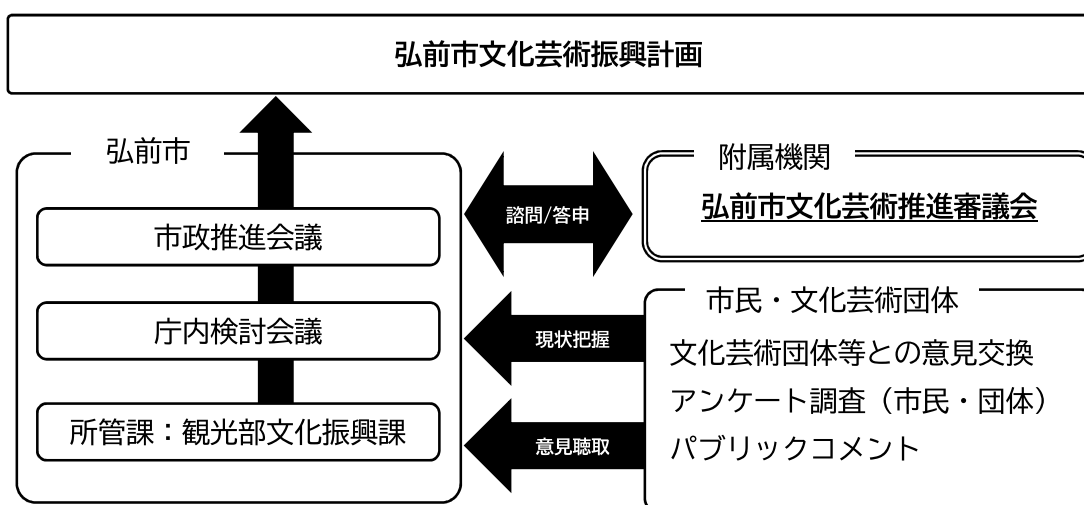 弘前市文化芸術振興計画
弘前市
市政推進会議
庁内検討会議
所管課：観光部文化振興課
諮問/答申
現状把握
意見聴取
附属機関
弘前市文化芸術推進審議会
市民・文化芸術団体
文化芸術団体等との意見交換
アンケート調査（市民・団体）
パブリックコメント